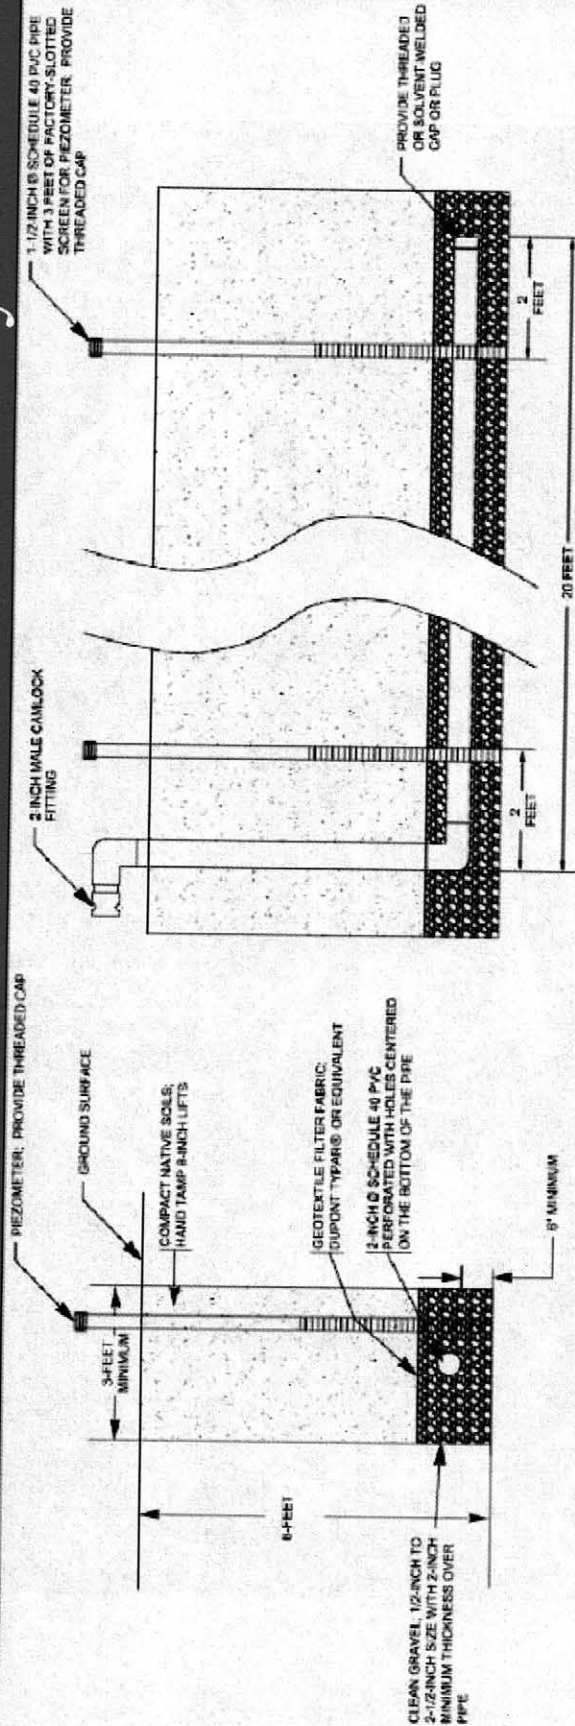 PIEZOMETER; PROVIDE THREADED CAP
GROUND SURFACE
3-FEET
MINIMUM
COMPACT NATIVE SOILS;
HAND TAMP 8-INCH LIFTS
8-FEET
GEOTEXTILE FILTER FABRIC;
DUPONT TYPAR® OR EQUIVALENT
2-INCH Ø SCHEDULE 40 PVC
PERFORATED WITH HOLES CENTERED
ON THE BOTTOM OF THE PIPE
6" MINIMUM
CLEAN GRAVEL; 1/2-INCH TO
2-1/2-INCH SIZE WITH 2-INCH
MINIMUM THICKNESS OVER
PIPE
2-INCH MALE CAMLOCK
FITTING
1-1/2-INCH Ø SCHEDULE 40 PVC PIPE
WITH 3 FEET OF FACTORY-SLOTTED
SCREEN FOR PIEZOMETER. PROVIDE
THREADED CAP
PROVIDE THREADED
OR SOLVENT-WELDED
CAP OR PLUG
2
FEET
2
FEET
20 FEET